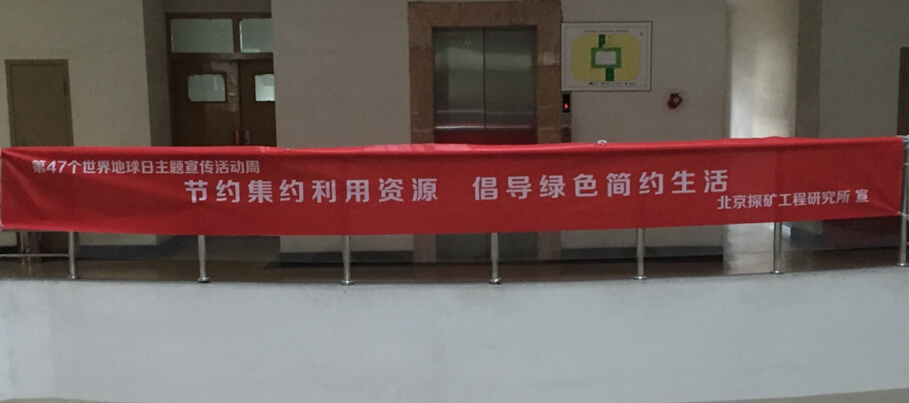 第47个世界地球日主题宣传活动周
节约集约利用资源 倡导绿色简约生活
北京探矿工程研究所 宣